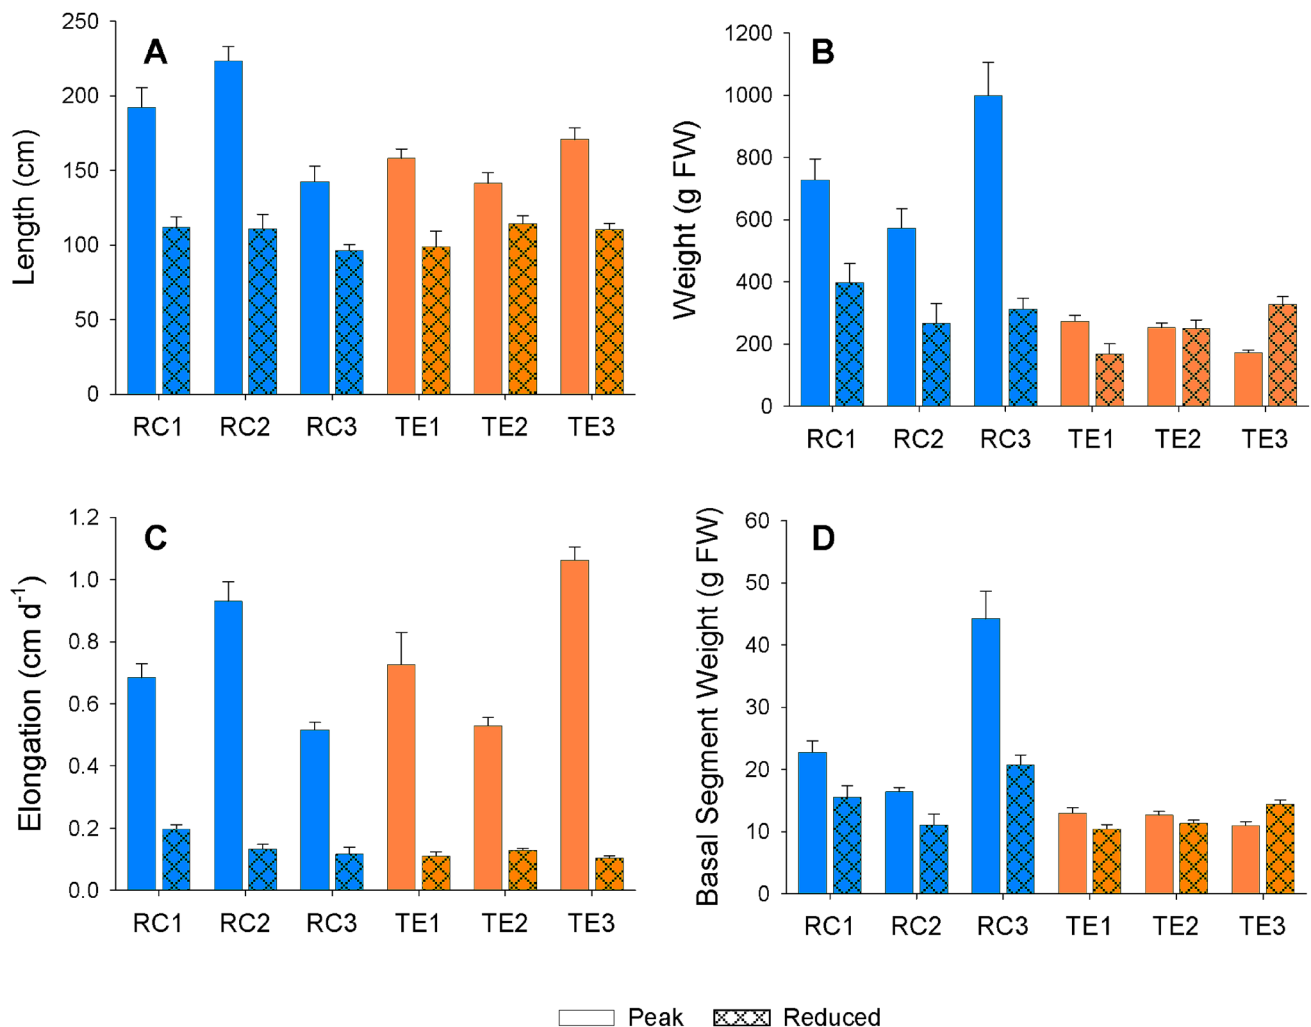 A
Length (cm)
250
200
150
100
50
0
RC1 RC2 RC3 TE1 TE2 TE3
B
Weight (g FW)
1200
1000
800
600
400
200
0
RC1 RC2 RC3 TE1 TE2 TE3
C
Elongation (cm d-1)
1.2
1.0
0.8
0.6
0.4
0.2
0.0
RC1 RC2 RC3 TE1 TE2 TE3
D
Basal Segment Weight (g FW)
60
50
40
30
20
10
0
RC1 RC2 RC3 TE1 TE2 TE3
Peak Reduced